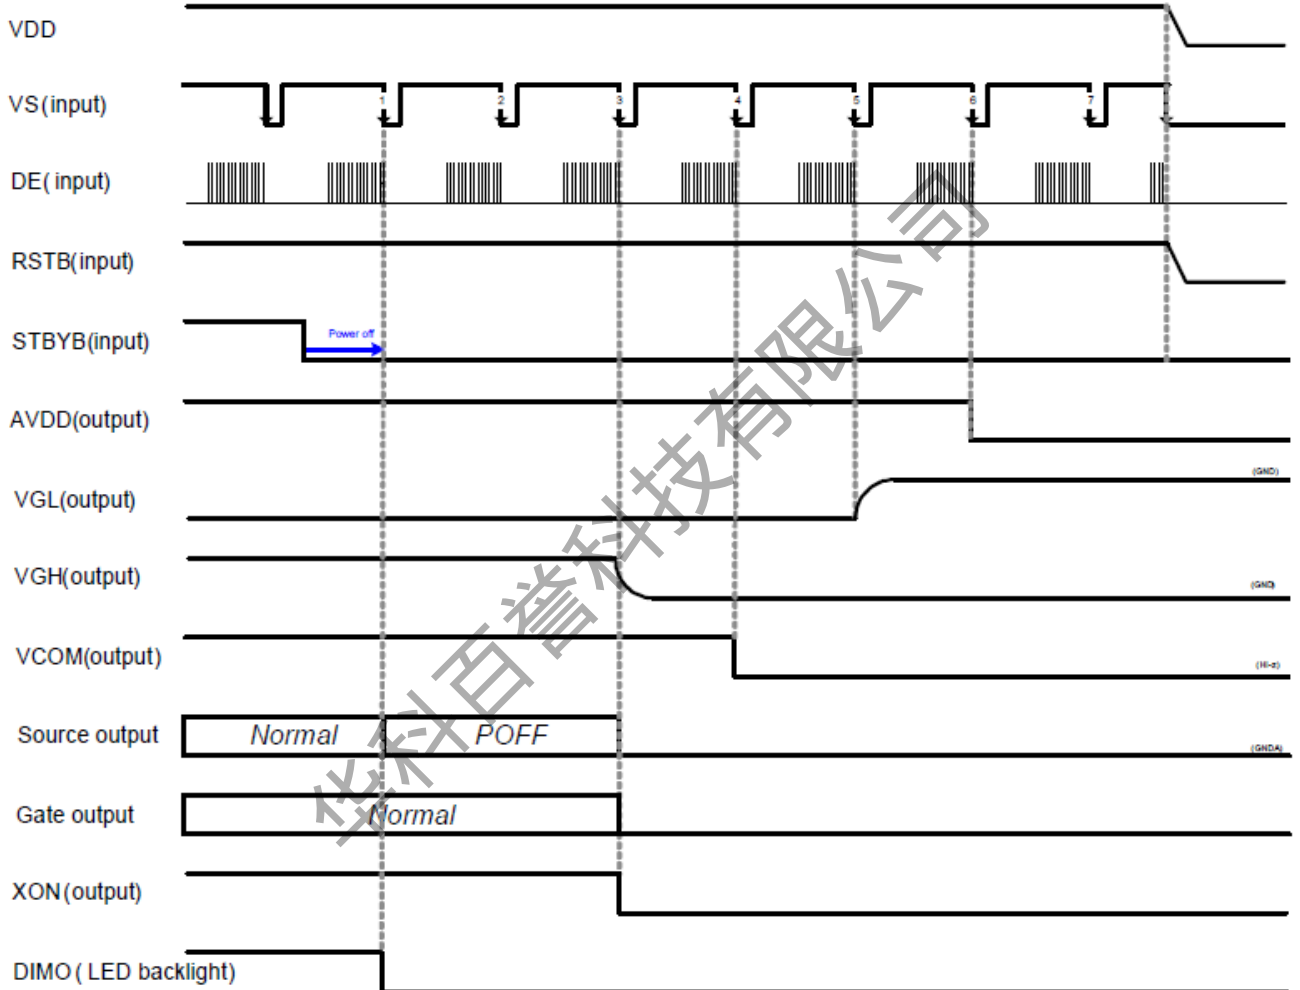 VDD
VS(input)
1 2 3 4 5 6 7
DE( input)
RSTB(input)
STBYB(input)
Power off
AVDD(output)
VGL(output)
(GND)
VGH(output)
(GND)
VCOM(output)
(Hi-z)
Source output
Normal
POFF
(GNDA)
Gate output
Normal
XON(output)
DIMO ( LED backlight)
华科百誉科技有限公司